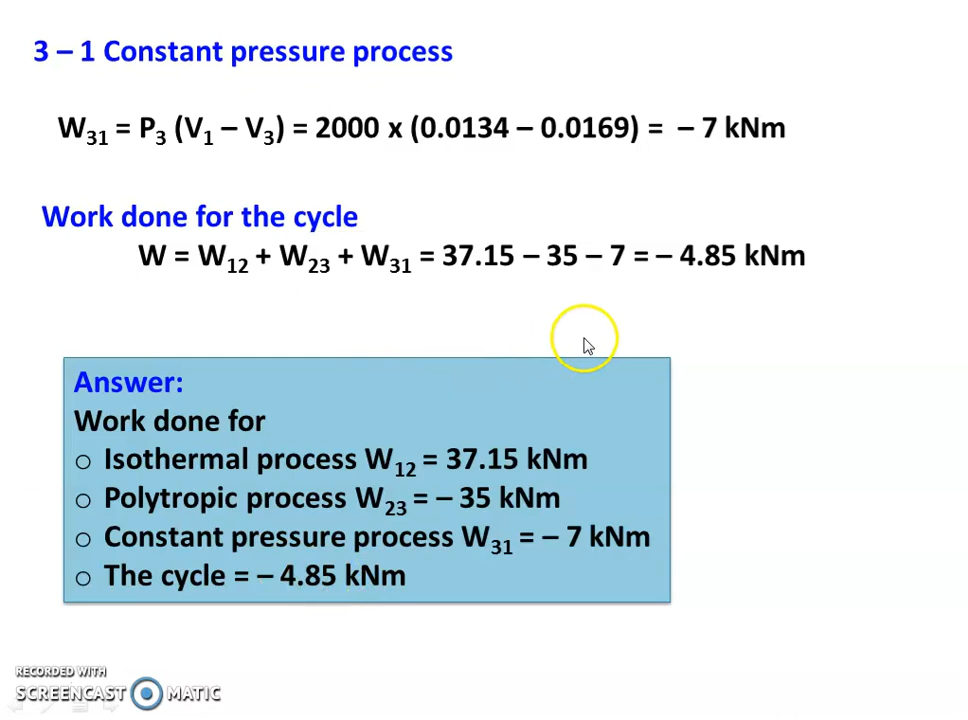 3 – 1 Constant pressure process
W₃₁ = P₃ (V₁ – V₃) = 2000 x (0.0134 – 0.0169) = – 7 kNm
Work done for the cycle
W = W₁₂ + W₂₃ + W₃₁ = 37.15 – 35 – 7 = – 4.85 kNm
Answer:
Work done for
○ Isothermal process W₁₂ = 37.15 kNm
○ Polytropic process W₂₃ = – 35 kNm
○ Constant pressure process W₃₁ = – 7 kNm
○ The cycle = – 4.85 kNm
RECORDED WITH
SCREENCAST MATIC